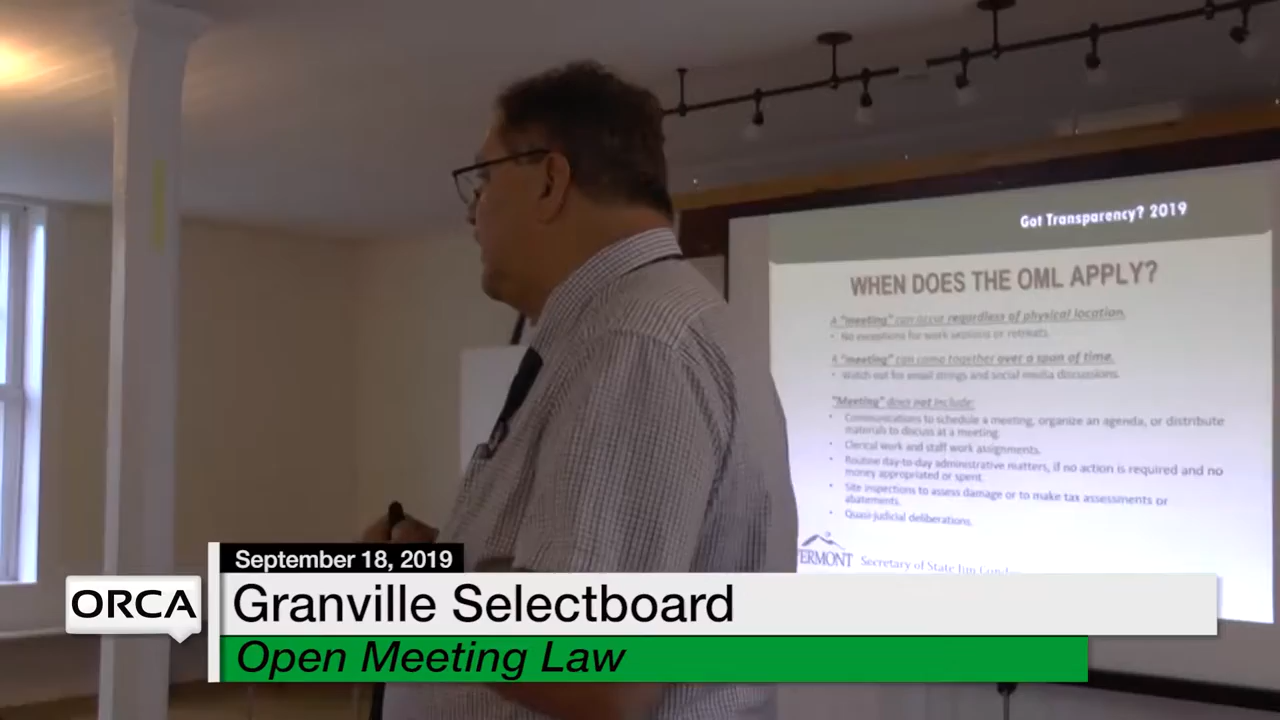 Got Transparency? 2019
WHEN DOES THE OML APPLY?
A "meeting" can occur regardless of physical location.
• No exceptions for work sessions or retreats.
A "meeting" can come together over a span of time.
• Watch out for email strings and social media discussions.
"Meeting" does not include:
• Communications to schedule a meeting, organize an agenda, or distribute
materials to discuss at a meeting.
• Clerical work and staff work assignments.
• Routine day-to-day administrative matters, if no action is required and no
money appropriated or spent.
• Site inspections to assess damage or to make tax assessments or
abatements.
• Quasi-judicial deliberations.
VERMONT Secretary of State Jim
September 18, 2019
ORCA
Granville Selectboard
Open Meeting Law